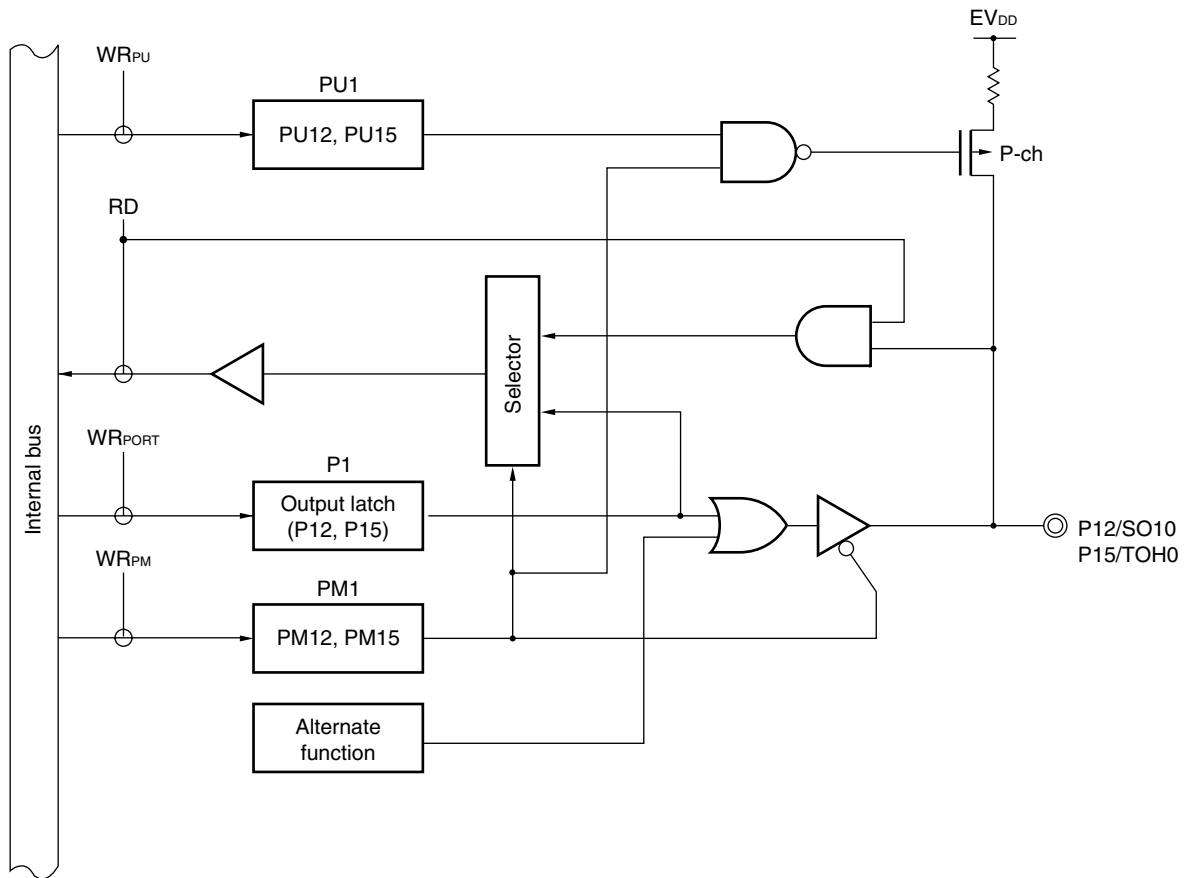 EVDD
WRPU
PU1
PU12, PU15
P-ch
RD
Selector
Internal bus
WRPORT
P1
Output latch
(P12, P15)
P12/SO10
P15/TOH0
WRPM
PM1
PM12, PM15
Alternate
function